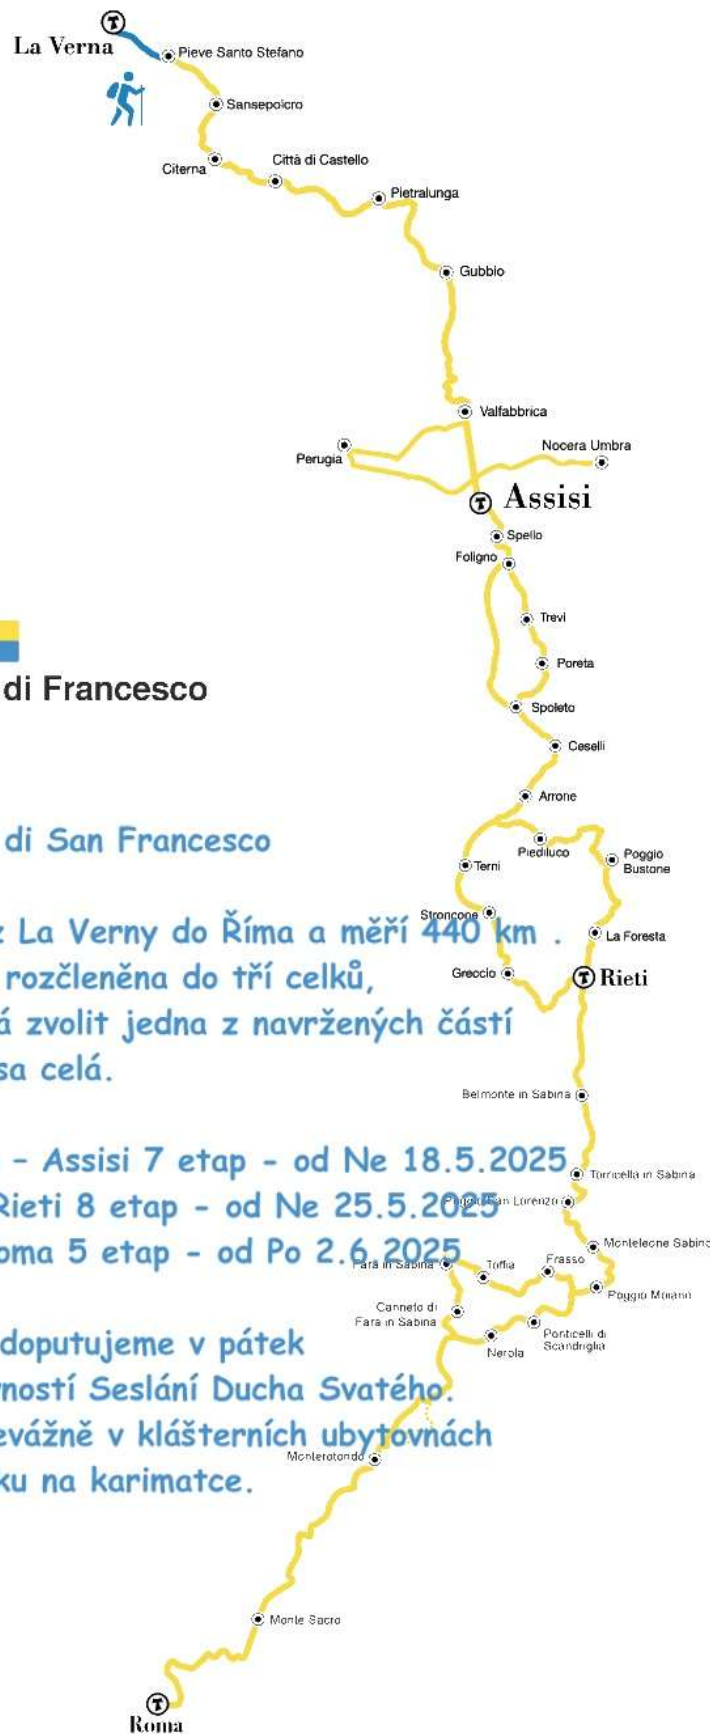 La Verna
Pieve Santo Stefano
Sansepolcro
Citerna
Città di Castello
Pietralunga
Gubbio
Valfabbrica
Perugia
Nocera Umbra
Assisi
Spello
Foligno
Trevi
di Francesco
Poreta
Spoleto
Ceselli
Arrone
di San Francesco
Piediluco
Poggio
Bustone
Terni
Stroncone
z La Verny do Říma a měří 440 km .
La Foresta
rozčleněna do tří celků,
Greccio
Rieti
á zvolit jedna z navržených částí
sa celá.
Belmonte in Sabina
– Assisi 7 etap - od Ne 18.5.2025
Torricella in Sabina
Rieti 8 etap - od Ne 25.5.2025
Poggio San Lorenzo
Monteleone Sabino
oma 5 etap - od Po 2.6.2025
Fara in Sabina
Toffia
Frasso
Poggio Moiano
Canneto di
Fara in Sabina
Ponticelli di
Scandriglia
Nerola
doputujeme v pátek
vností Seslání Ducha Svatého.
evážně v klášterních ubytovnách
Monterotondo
ku na karimatce.
Monte Sacro
Roma